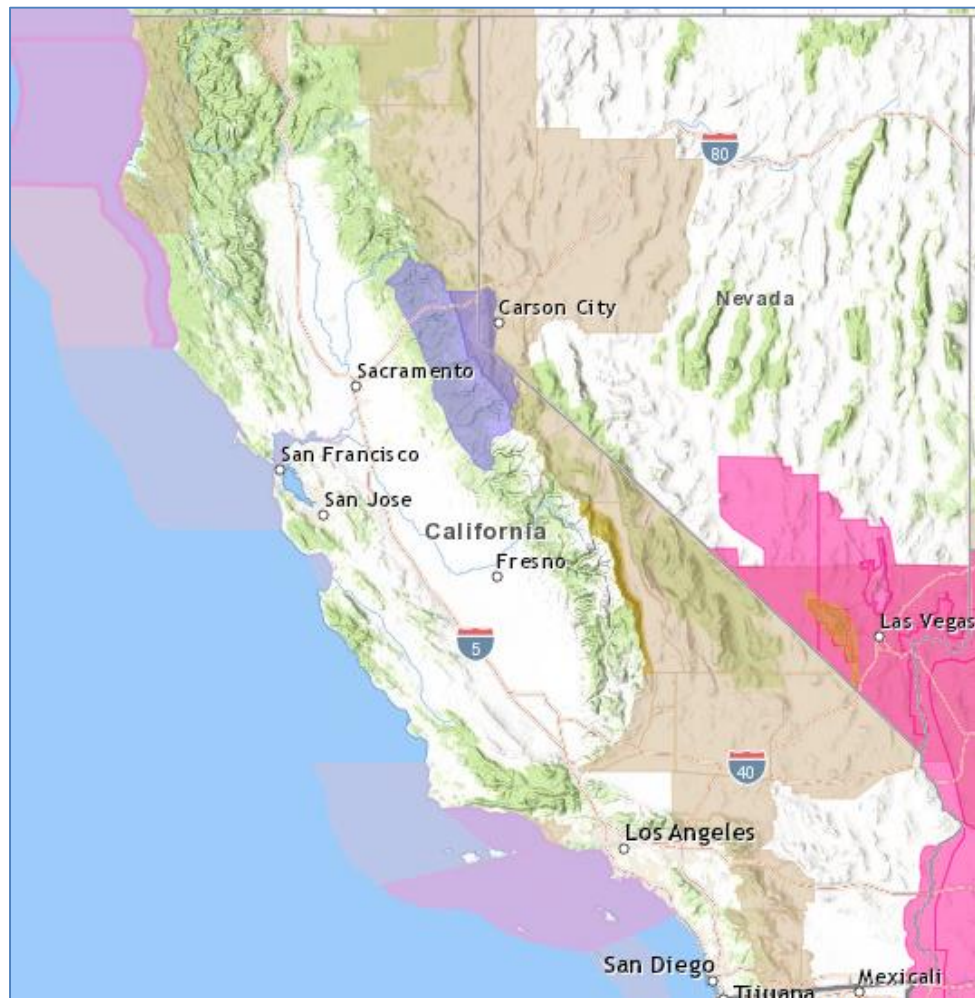 80
Nevada
Carson City
Sacramento
San Francisco
San Jose
California
Fresno
Las Vegas
5
40
Los Angeles
San Diego
Mexicali
Tijuana